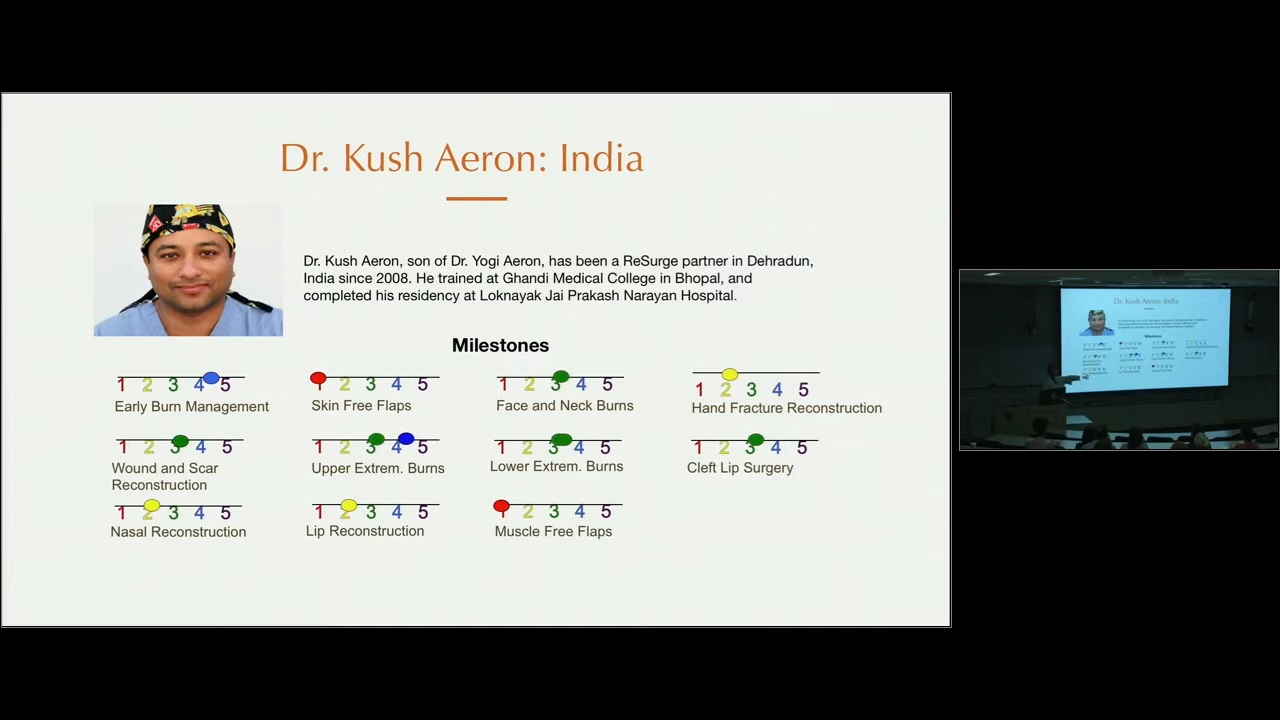 Dr. Kush Aeron: India
Dr. Kush Aeron, son of Dr. Yogi Aeron, has been a ReSurge partner in Dehradun,
India since 2008. He trained at Ghandi Medical College in Bhopal, and
completed his residency at Loknayak Jai Prakash Narayan Hospital.
Milestones
1 2 3 4 5
Early Burn Management
1 2 3 4 5
Skin Free Flaps
1 2 3 4 5
Face and Neck Burns
1 2 3 4 5
Hand Fracture Reconstruction
1 2 3 4 5
Wound and Scar
Reconstruction
1 2 3 4 5
Upper Extrem. Burns
1 2 3 4 5
Lower Extrem. Burns
1 2 3 4 5
Cleft Lip Surgery
1 2 3 4 5
Nasal Reconstruction
1 2 3 4 5
Lip Reconstruction
1 2 3 4 5
Muscle Free Flaps
Dr. Kush Aeron: India